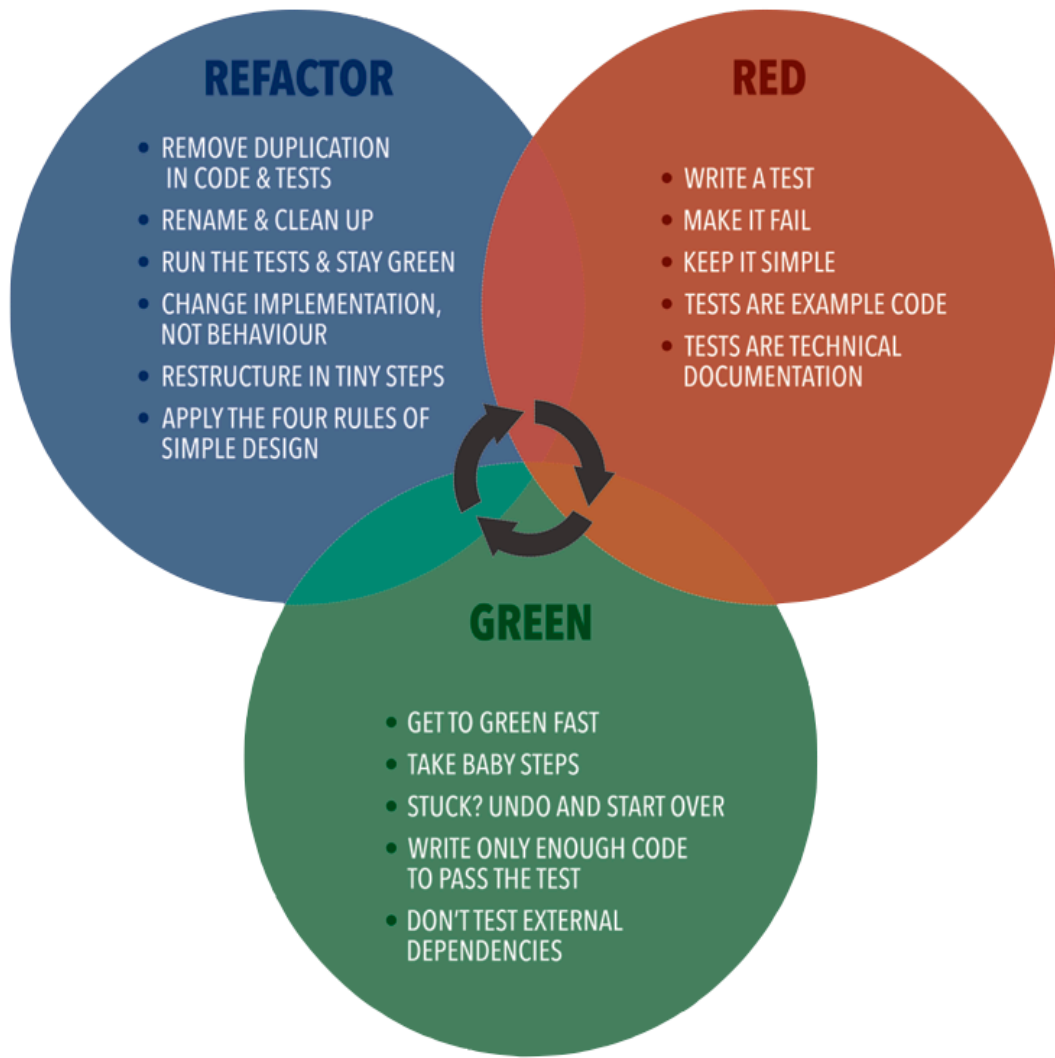 REFACTOR
• REMOVE DUPLICATION
IN CODE & TESTS
• RENAME & CLEAN UP
• RUN THE TESTS & STAY GREEN
• CHANGE IMPLEMENTATION,
NOT BEHAVIOUR
• RESTRUCTURE IN TINY STEPS
• APPLY THE FOUR RULES OF
SIMPLE DESIGN
RED
• WRITE A TEST
• MAKE IT FAIL
• KEEP IT SIMPLE
• TESTS ARE EXAMPLE CODE
• TESTS ARE TECHNICAL
DOCUMENTATION
GREEN
• GET TO GREEN FAST
• TAKE BABY STEPS
• STUCK? UNDO AND START OVER
• WRITE ONLY ENOUGH CODE
TO PASS THE TEST
• DON'T TEST EXTERNAL
DEPENDENCIES